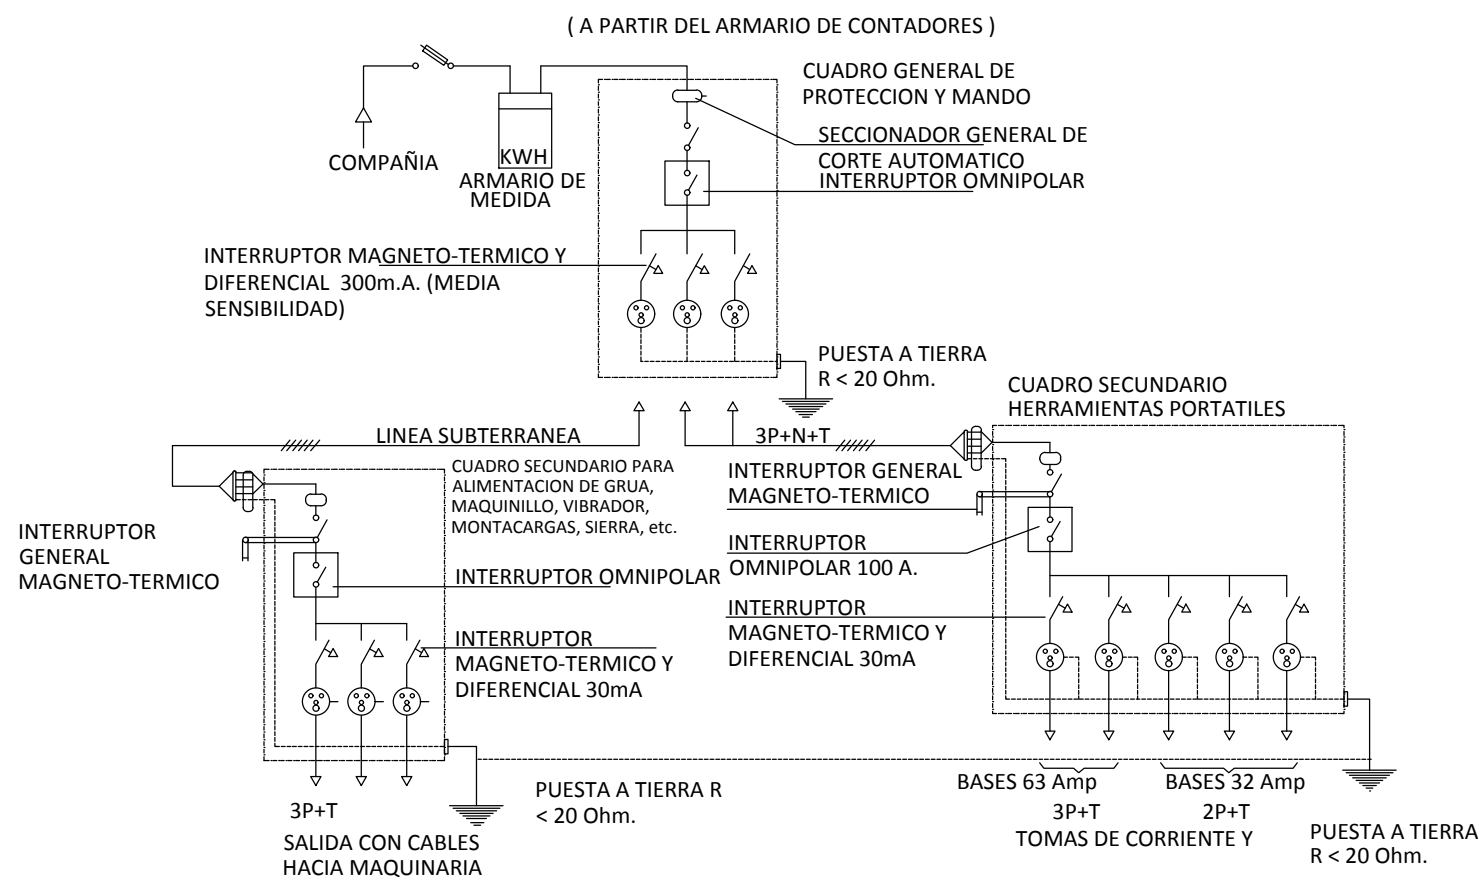 ( A PARTIR DEL ARMARIO DE CONTADORES )
CUADRO GENERAL DE
PROTECCION Y MANDO
SECCIONADOR GENERAL DE
CORTE AUTOMATICO
INTERRUPTOR OMNIPOLAR
COMPAÑIA
KWH
ARMARIO DE
MEDIDA
INTERRUPTOR MAGNETO-TERMICO Y
DIFERENCIAL 300m.A. (MEDIA
SENSIBILIDAD)
PUESTA A TIERRA
R < 20 Ohm.
CUADRO SECUNDARIO
HERRAMIENTAS PORTATILES
LINEA SUBTERRANEA
3P+N+T
CUADRO SECUNDARIO PARA
ALIMENTACION DE GRUA,
MAQUINILLO, VIBRADOR,
MONTACARGAS, SIERRA, etc.
INTERRUPTOR GENERAL
MAGNETO-TERMICO
INTERRUPTOR
GENERAL
MAGNETO-TERMICO
INTERRUPTOR
OMNIPOLAR 100 A.
INTERRUPTOR OMNIPOLAR
INTERRUPTOR
MAGNETO-TERMICO Y
DIFERENCIAL 30mA
INTERRUPTOR
MAGNETO-TERMICO Y
DIFERENCIAL 30mA
3P+T
SALIDA CON CABLES
HACIA MAQUINARIA
PUESTA A TIERRA R
< 20 Ohm.
BASES 63 Amp
3P+T
BASES 32 Amp
2P+T
TOMAS DE CORRIENTE Y
PUESTA A TIERRA
R < 20 Ohm.